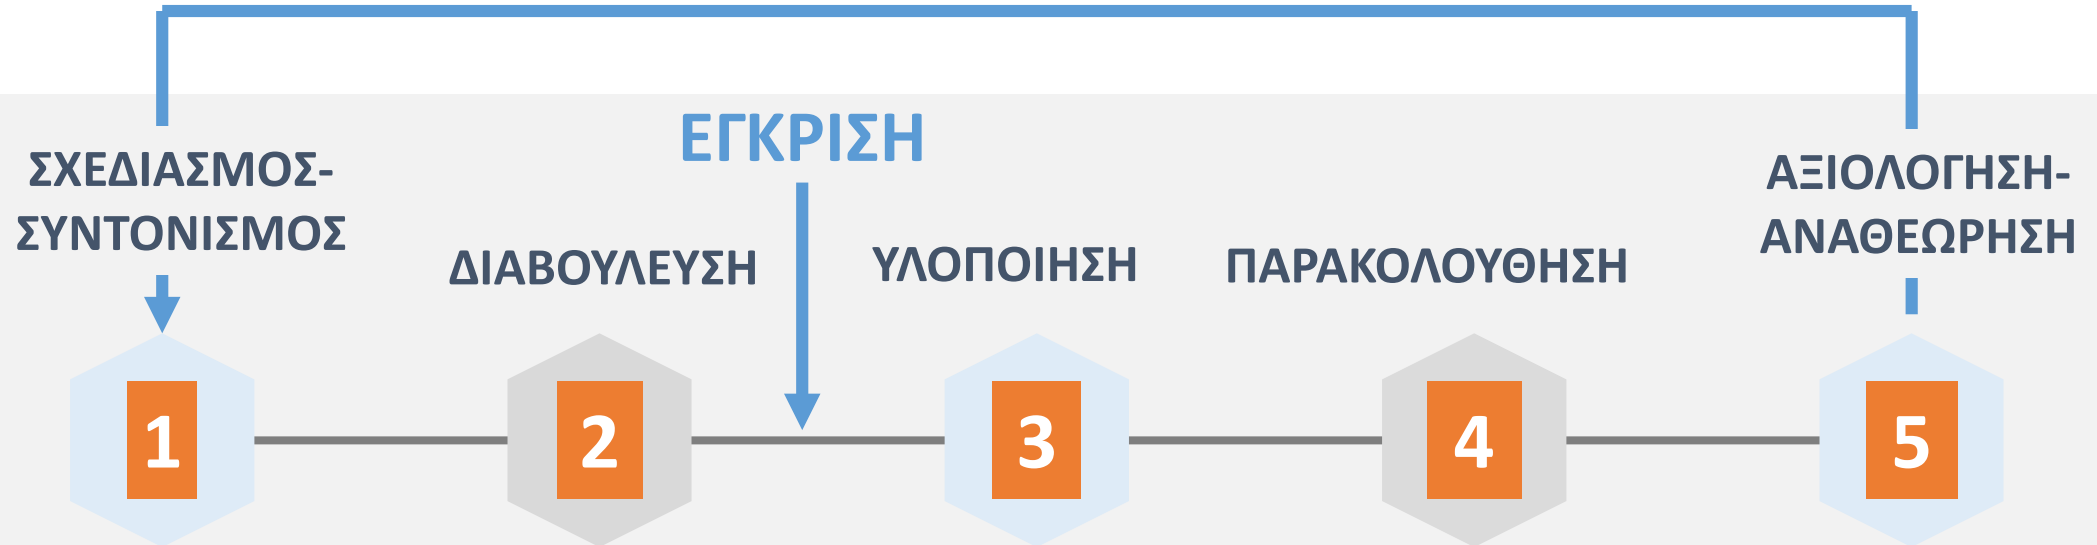 ΣΧΕΔΙΑΣΜΟΣ-
ΣΥΝΤΟΝΙΣΜΟΣ
ΔΙΑΒΟΥΛΕΥΣΗ
ΕΓΚΡΙΣΗ
ΥΛΟΠΟΙΗΣΗ
ΠΑΡΑΚΟΛΟΥΘΗΣΗ
ΑΞΙΟΛΟΓΗΣΗ-
ΑΝΑΘΕΩΡΗΣΗ
1
2
3
4
5